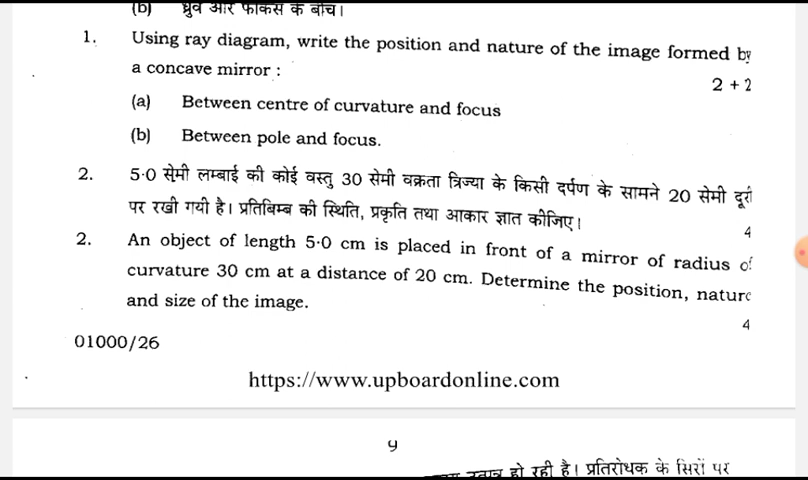 (b) ध्रुव और फोकस के बीच।
1. Using ray diagram, write the position and nature of the image formed by
a concave mirror :
2 + 2
(a) Between centre of curvature and focus
(b) Between pole and focus.
2. 5·0 सेमी लम्बाई की कोई वस्तु 30 सेमी वक्रता त्रिज्या के किसी दर्पण के सामने 20 सेमी दूरी
पर रखी गयी है। प्रतिबिम्ब की स्थिति, प्रकृति तथा आकार ज्ञात कीजिए।
4
2. An object of length 5·0 cm is placed in front of a mirror of radius of
curvature 30 cm at a distance of 20 cm. Determine the position, nature
and size of the image.
4
01000/26
https://www.upboardonline.com
५
हो रही है। प्रतिरोधक के सिरों पर